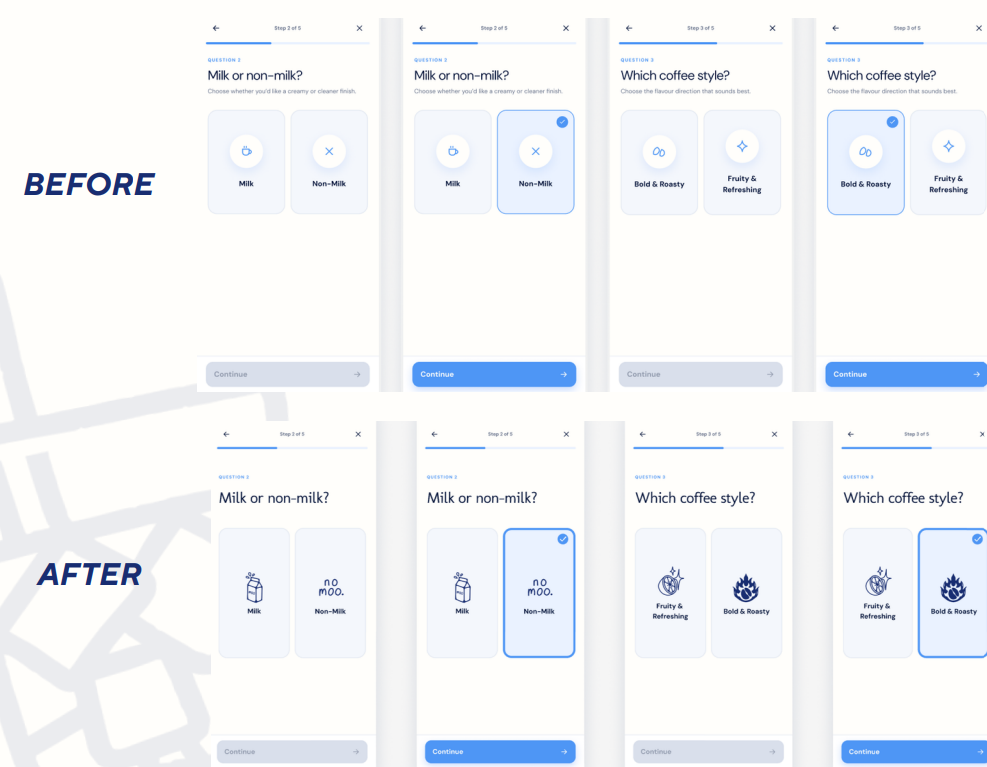 Step 2 of 5
QUESTION 2
Milk or non-milk?
Choose whether you'd like a creamy or cleaner finish.
Milk
Non-Milk
Continue
Step 2 of 5
QUESTION 2
Milk or non-milk?
Choose whether you'd like a creamy or cleaner finish.
Milk
Non-Milk
Continue
Step 3 of 5
QUESTION 3
Which coffee style?
Choose the flavour direction that sounds best.
Bold & Roasty
Fruity &
Refreshing
Continue
Step 3 of 5
QUESTION 3
Which coffee style?
Choose the flavour direction that sounds best.
Bold & Roasty
Fruity &
Refreshing
Continue
BEFORE
Step 2 of 5
QUESTION 2
Milk or non-milk?
Milk
no
moo.
Non-Milk
Continue
Step 2 of 5
QUESTION 2
Milk or non-milk?
Milk
no
moo.
Non-Milk
Continue
Step 3 of 5
QUESTION 3
Which coffee style?
Fruity &
Refreshing
Bold & Roasty
Continue
Step 3 of 5
QUESTION 3
Which coffee style?
Fruity &
Refreshing
Bold & Roasty
Continue
AFTER